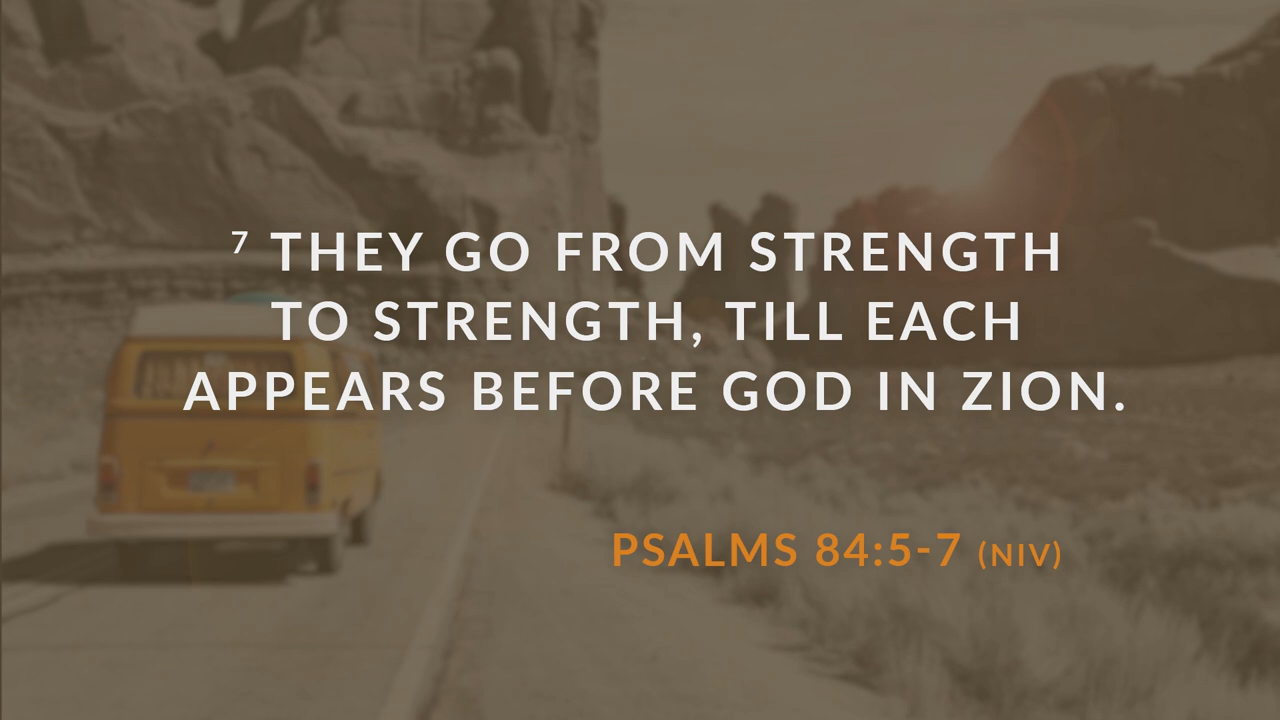 ⁷ THEY GO FROM STRENGTH
TO STRENGTH, TILL EACH
APPEARS BEFORE GOD IN ZION.
PSALMS 84:5-7 (NIV)